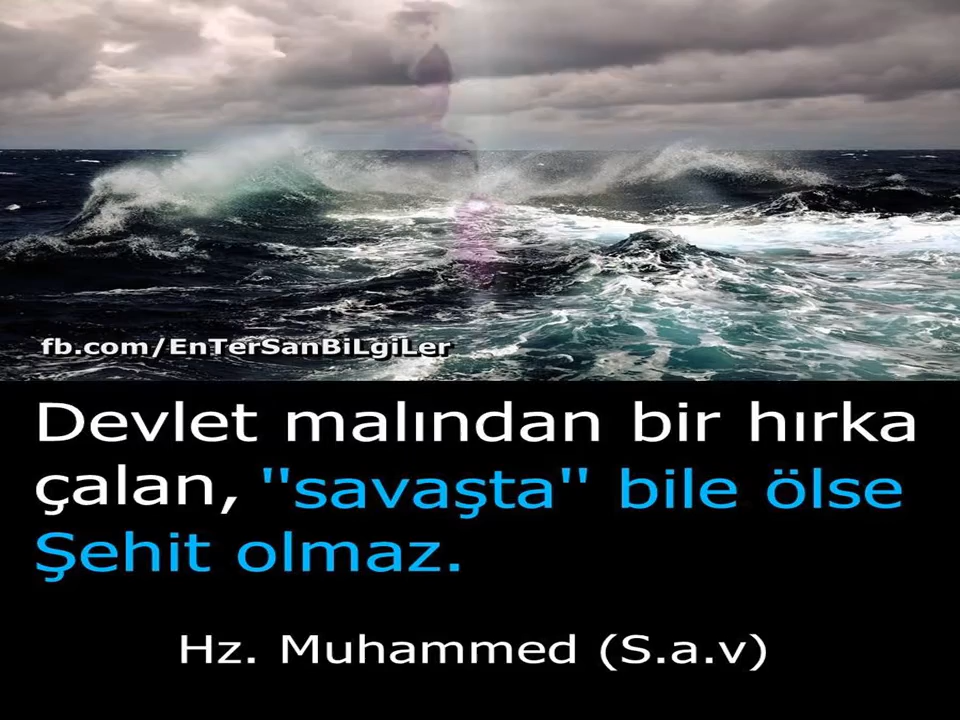 fb.com/EnTerSanBiLgiLer
Devlet malından bir hırka
çalan, "savaşta" bile ölse
Şehit olmaz.
Hz. Muhammed (S.a.v)